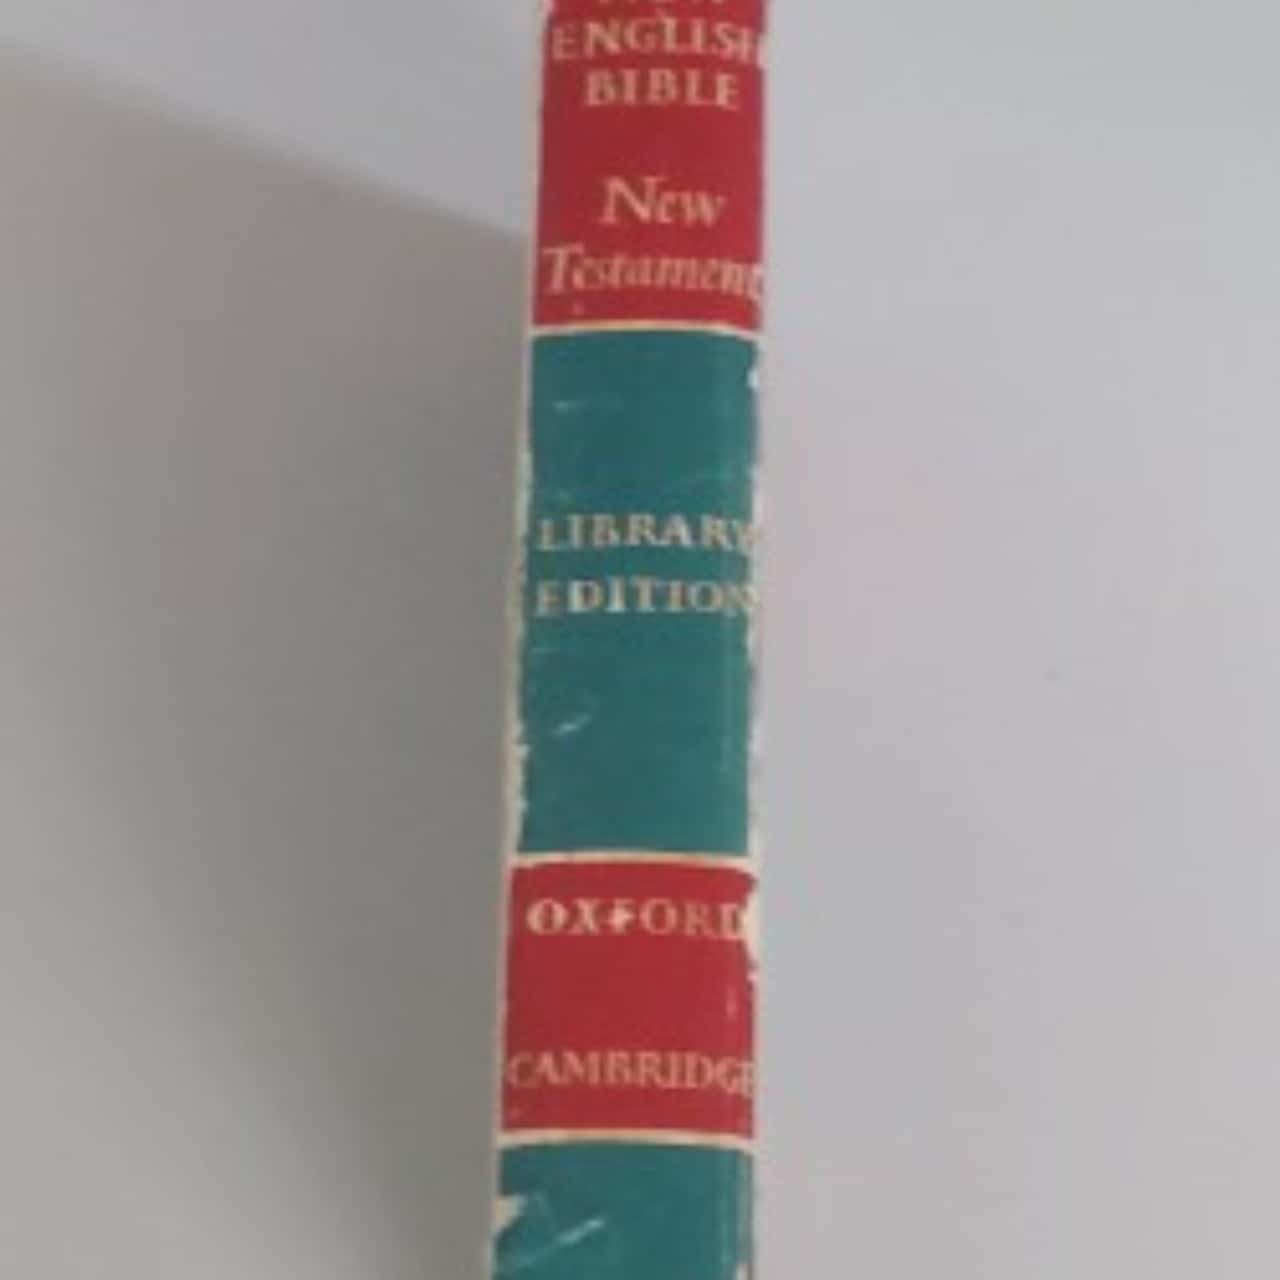 ENGLISH
BIBLE
New
Testament
LIBRARY
EDITION
OXFORD
CAMBRIDGE